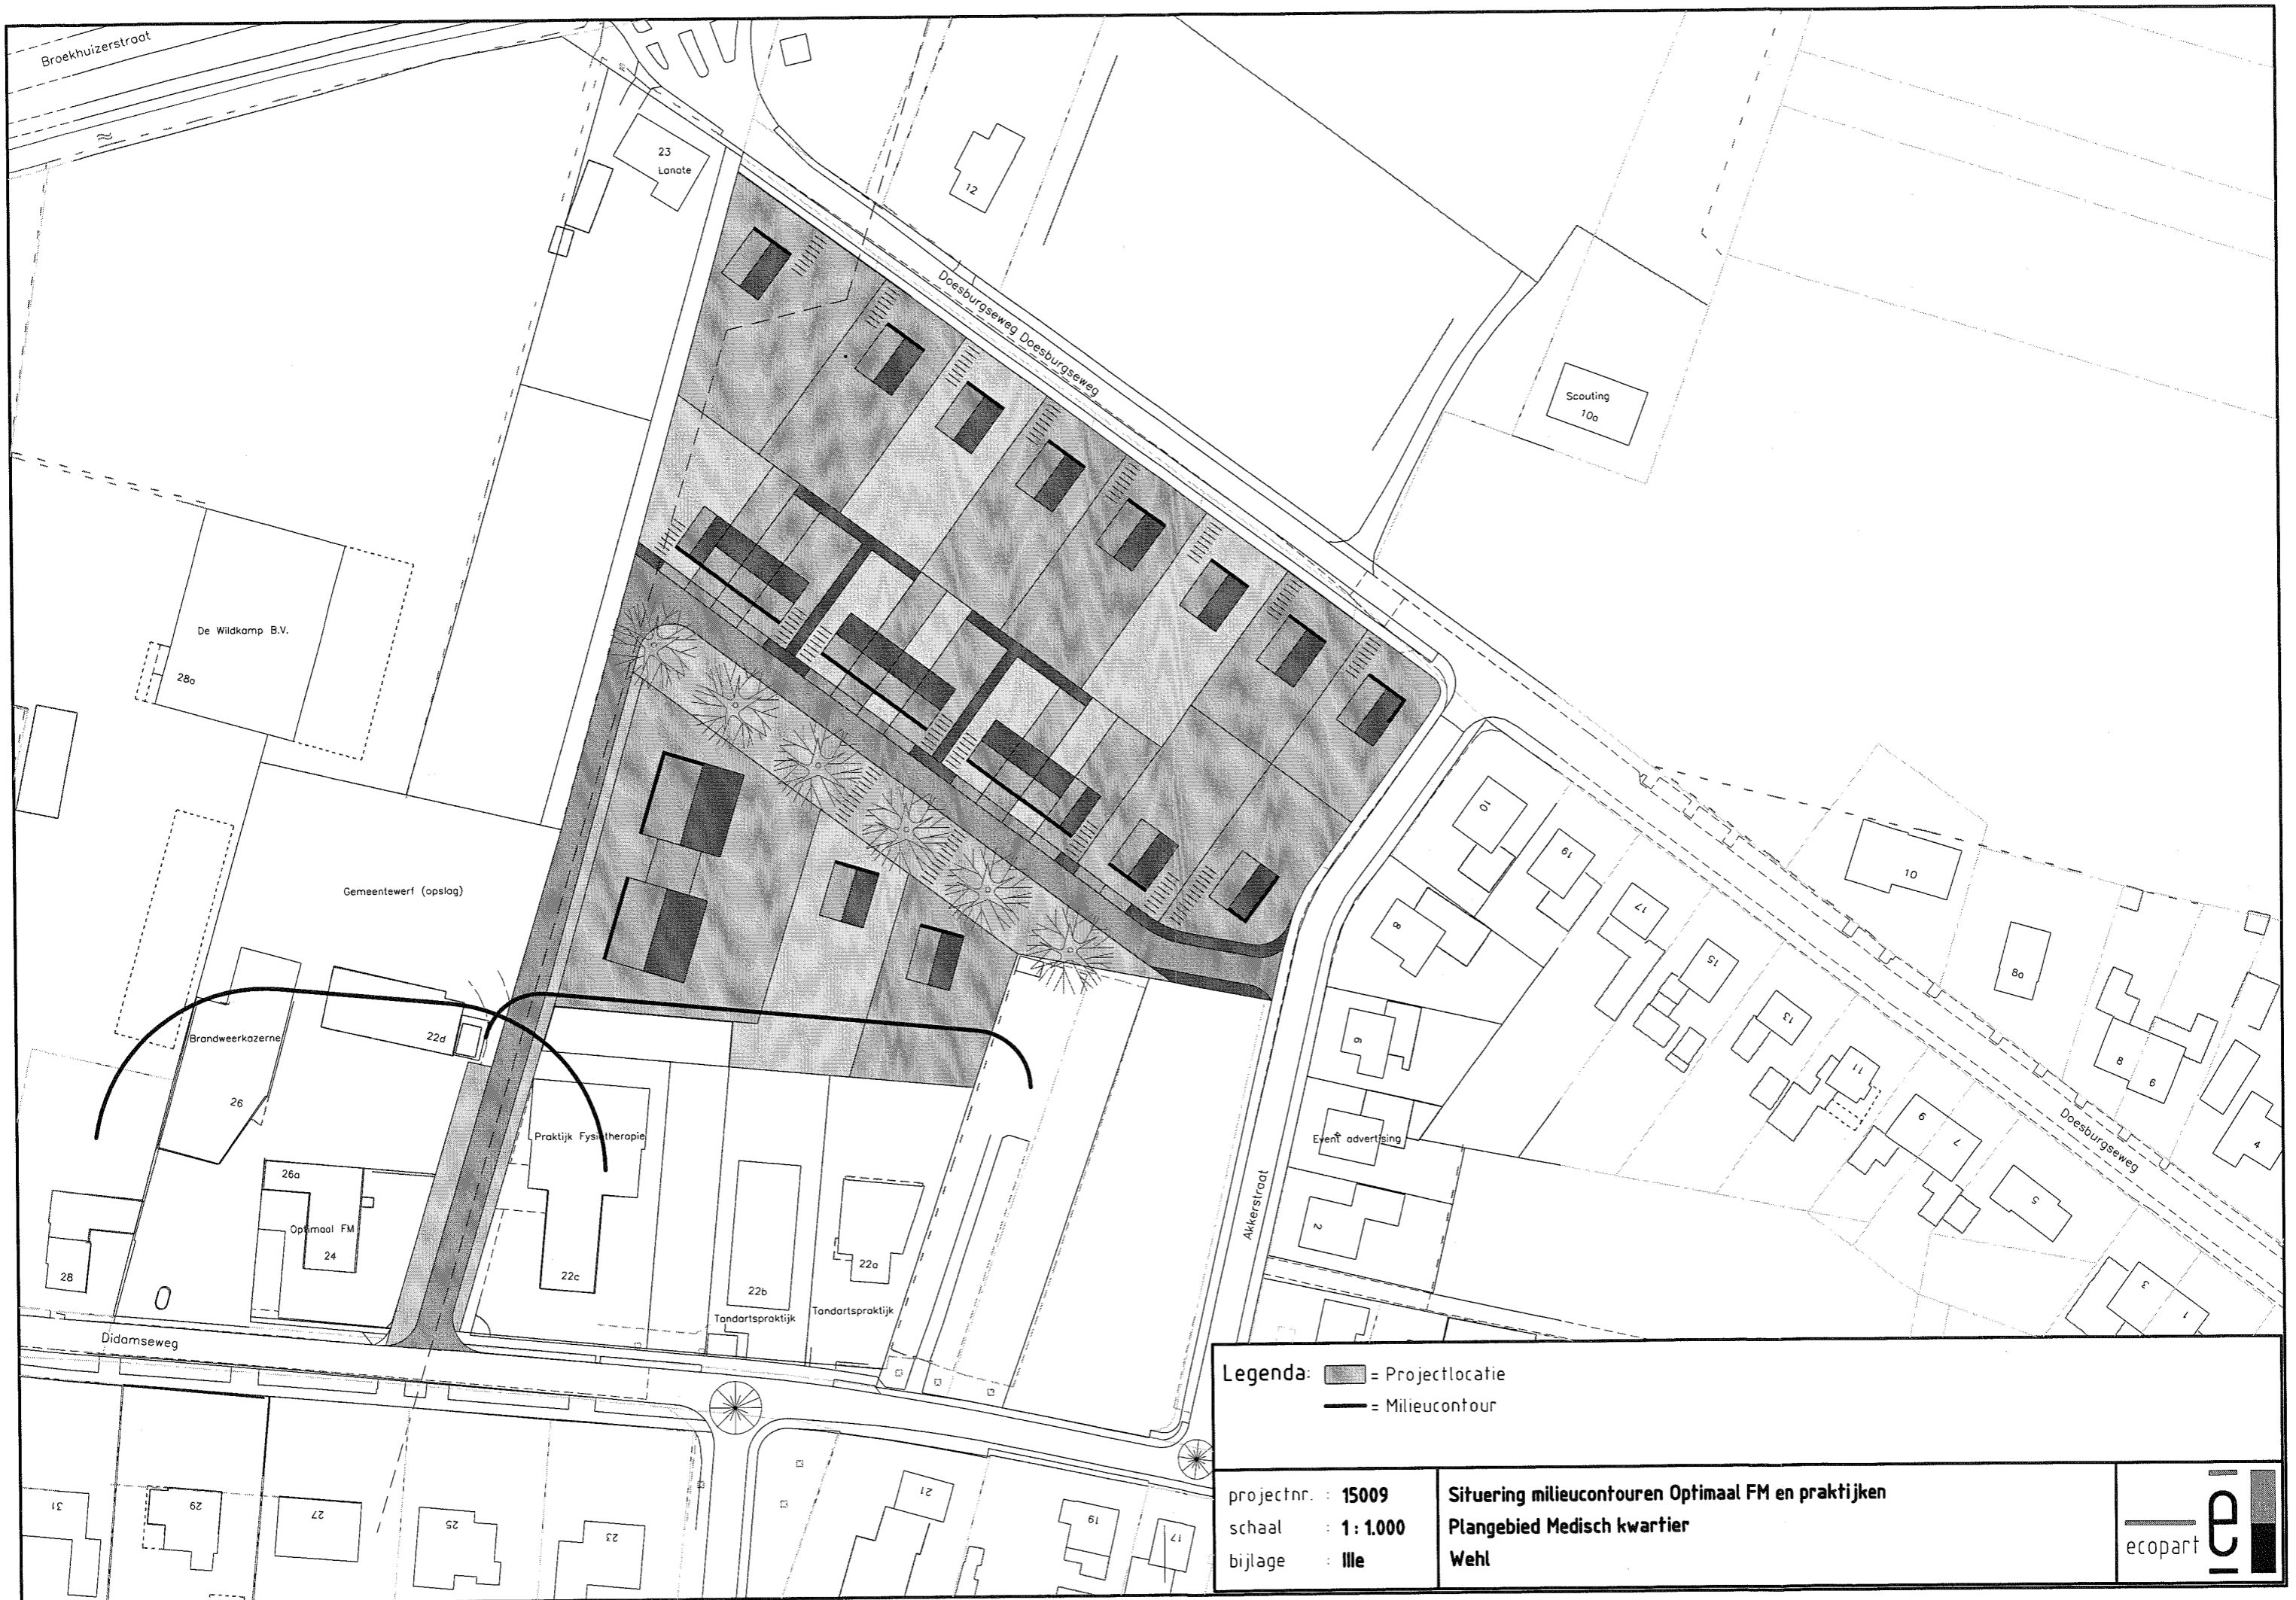 Broekhuizerstraat
23
Lanate
12
Doesburgseweg Doesburgseweg
Scouting
10a
De Wildkamp B.V.
28a
Gemeentewerf (opslag)
10
19
8
17
15
13
11
6
10
8a
8
6
4
9
7
5
3
1
Doesburgseweg
Brandweerkazerne
22d
26
26a
Optimaal FM
24
28
Praktijk Fysiotherapie
22c
22b
Tandartspraktijk
22a
Tandartspraktijk
Event advertising
4
2
Akkerstraat
Didamseweg
31
29
27
25
23
21
19
17
Legenda:
= Projectlocatie
= Milieucontour
projectnr. : 15009
schaal : 1 : 1.000
bijlage : IIIe
Situering milieucontouren Optimaal FM en praktijken
Plangebied Medisch kwartier
Wehl
ecopart
e